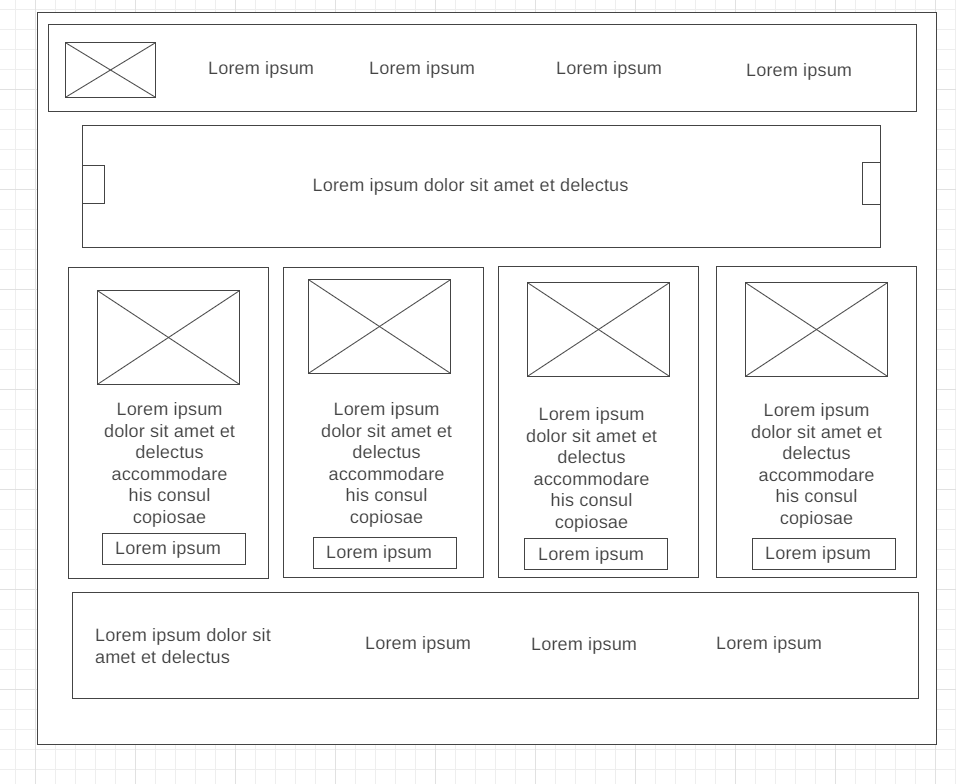 Lorem ipsum
Lorem ipsum
Lorem ipsum
Lorem ipsum
Lorem ipsum dolor sit amet et delectus
Lorem ipsum
dolor sit amet et
delectus
accommodare
his consul
copiosae
Lorem ipsum
Lorem ipsum
dolor sit amet et
delectus
accommodare
his consul
copiosae
Lorem ipsum
Lorem ipsum
dolor sit amet et
delectus
accommodare
his consul
copiosae
Lorem ipsum
Lorem ipsum
dolor sit amet et
delectus
accommodare
his consul
copiosae
Lorem ipsum
Lorem ipsum dolor sit
amet et delectus
Lorem ipsum
Lorem ipsum
Lorem ipsum